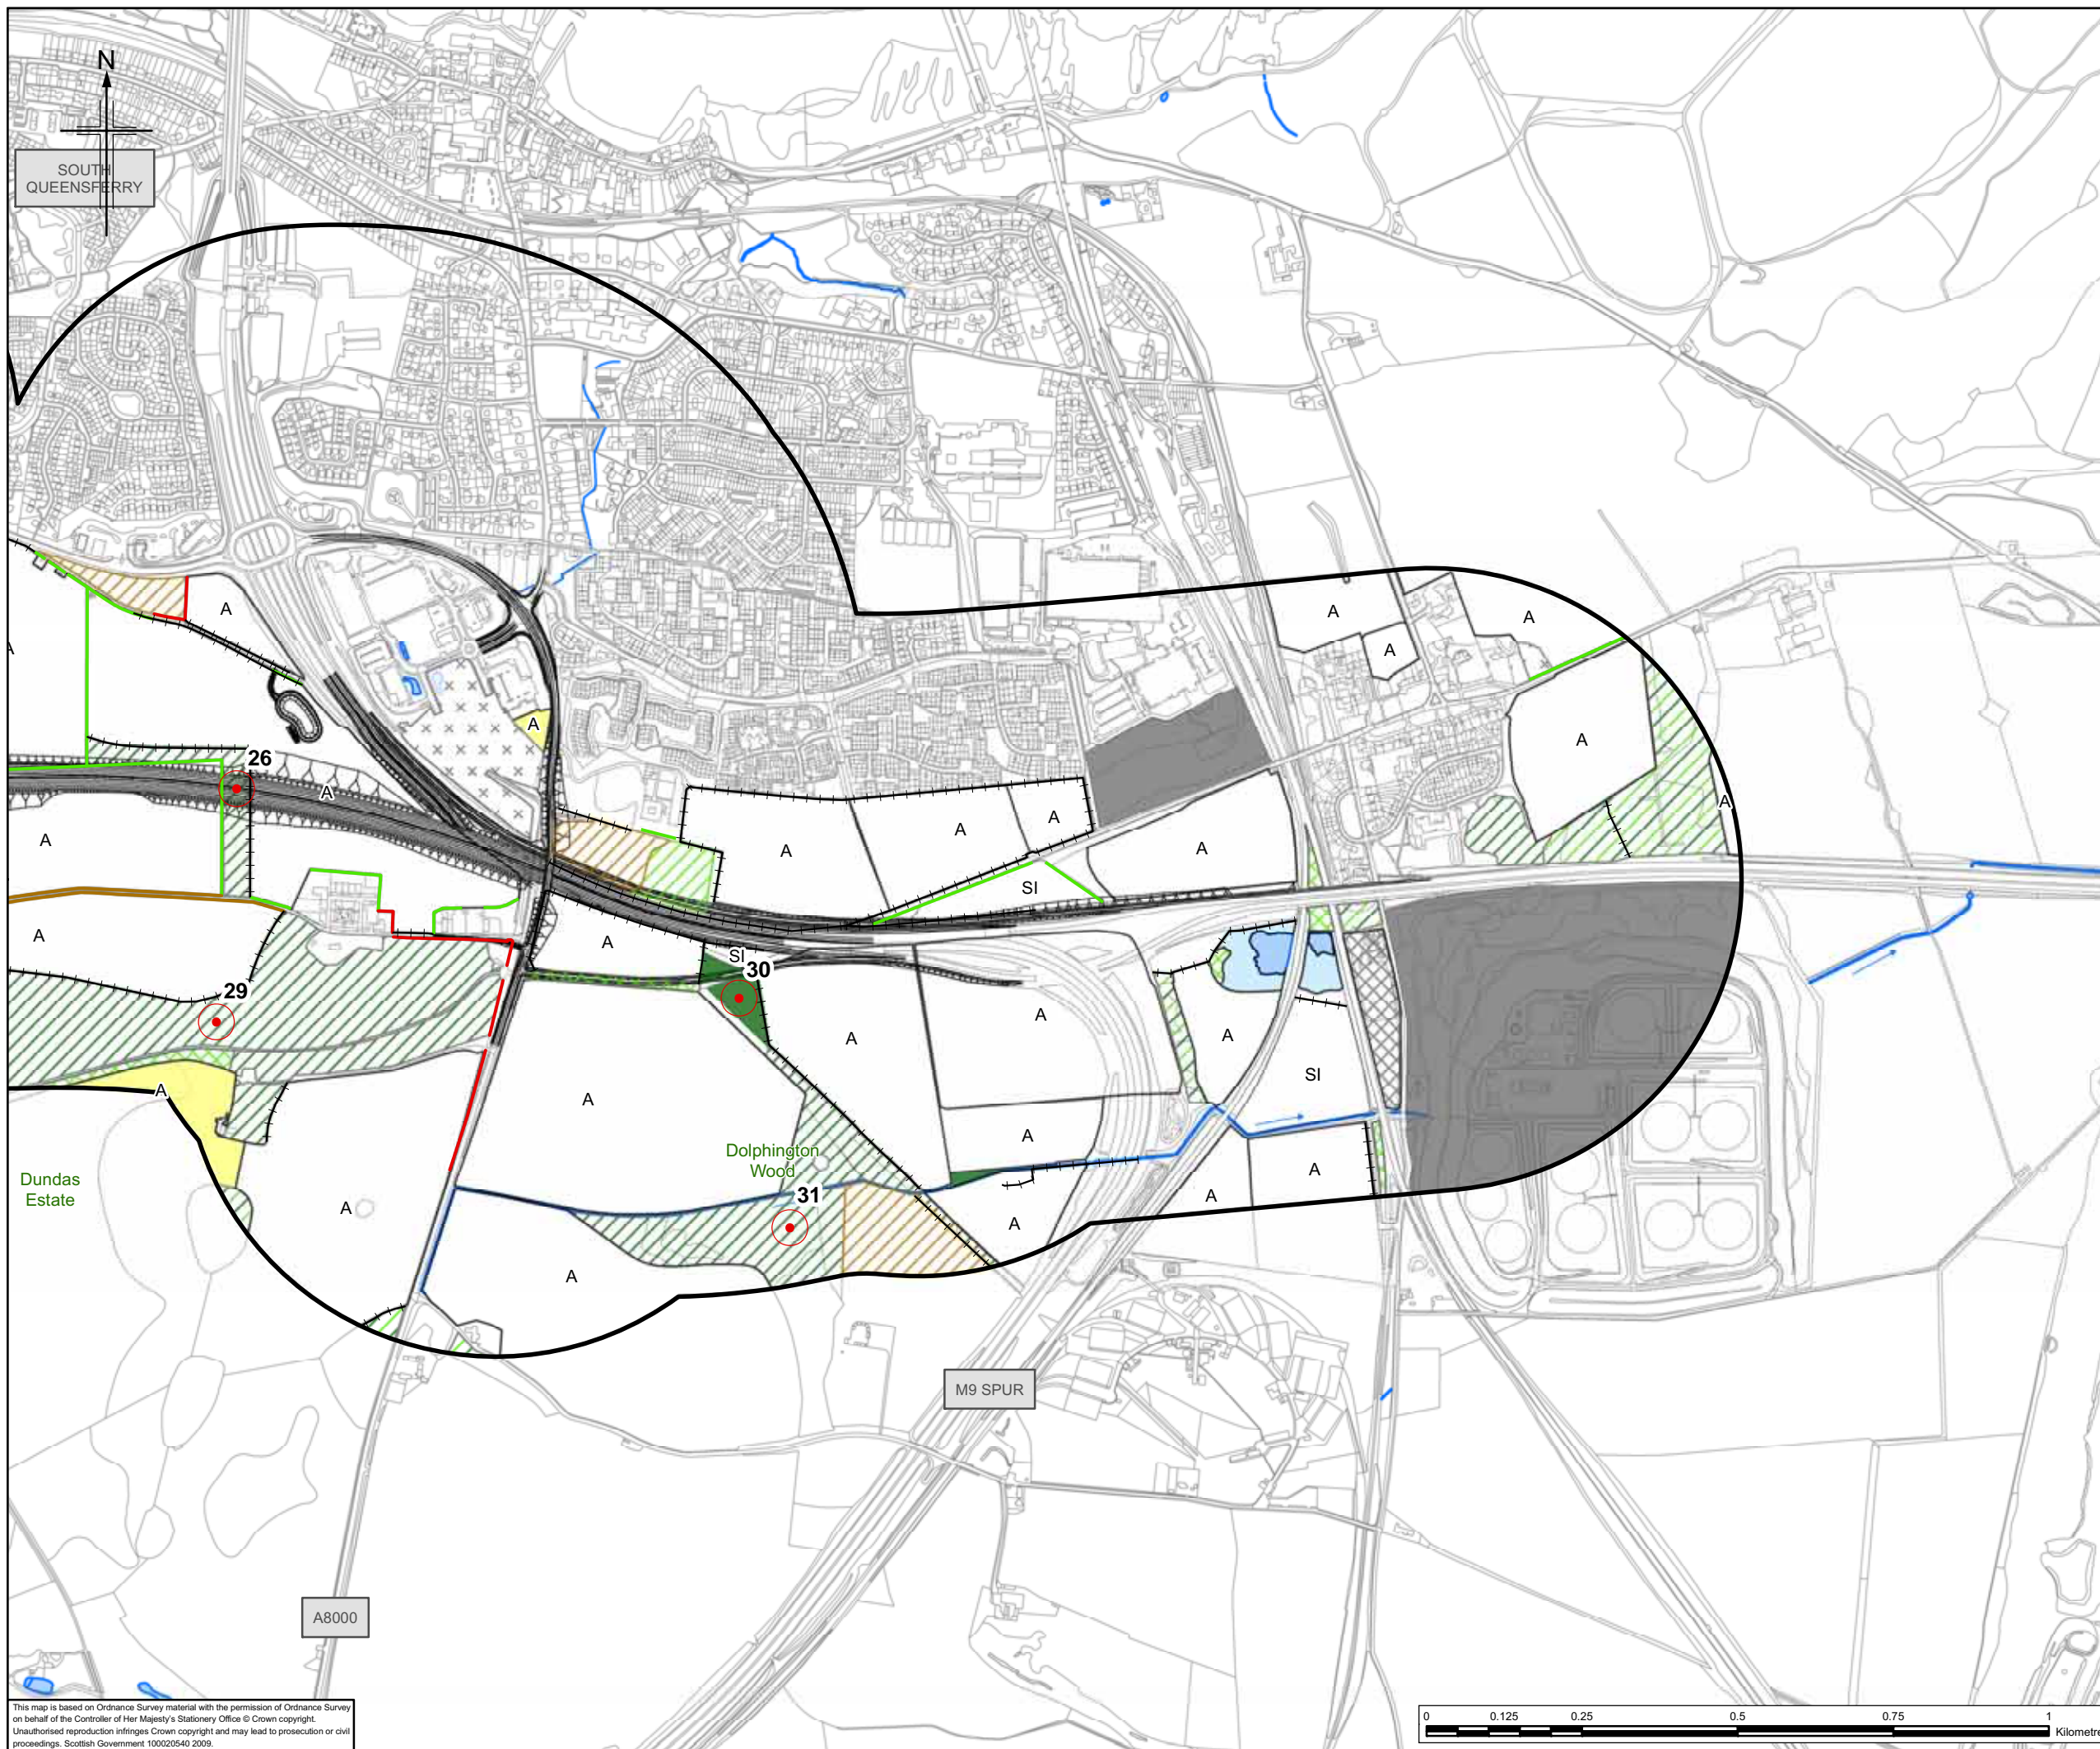 N
SOUTH
QUEENSFERRY
A
A
A
A
A
A
A
A
26
A
A
A
A
A
A
A
SI
A
A
SI
30
29
A
A
A
A
SI
A
A
Dolphington
Wood
A
A
Dundas
Estate
31
A
A
A
A
M9 SPUR
A8000
This map is based on Ordnance Survey material with the permission of Ordnance Survey
on behalf of the Controller of Her Majesty's Stationery Office © Crown copyright.
Unauthorised reproduction infringes Crown copyright and may lead to prosecution or civil
proceedings. Scottish Government 100020540 2009.
0 0.125 0.25 0.5 0.75 1
Kilometre